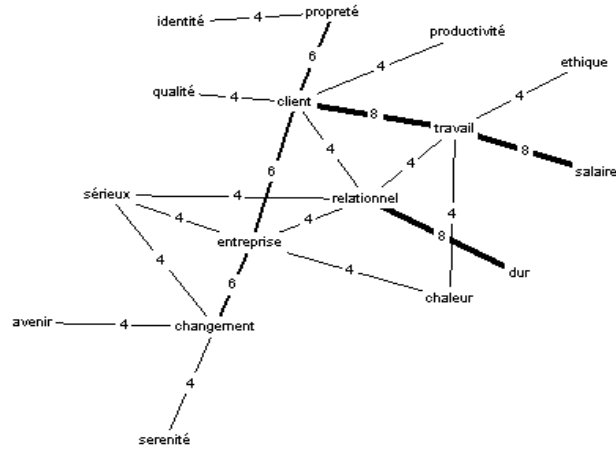 propreté
identité 4
productivité
6 4
ethique
qualité 4 client 4
8 travail
4 8
4 salaire
6
sérieux 4 relationnel
4 4 4
entreprise 8
4 6 4 dur
chaleur
avenir 4 changement
4
serenité